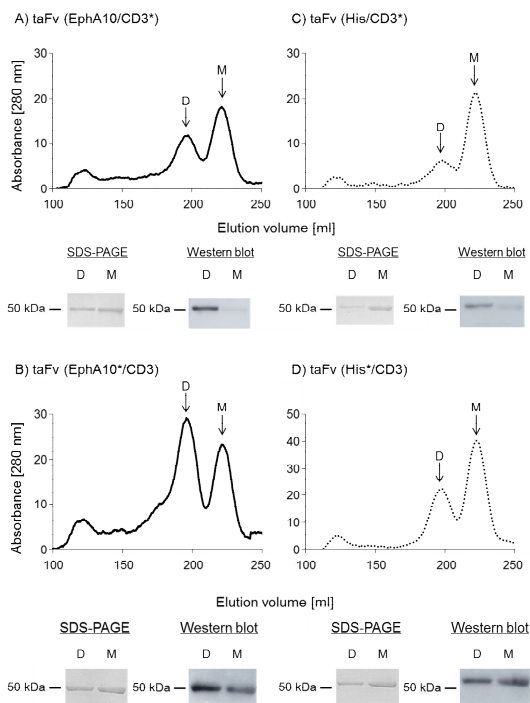 A) taFv (EphA10/CD3*)
C) taFv (His/CD3*)
Absorbance [280 nm]
30
20
10
0
100
150
200
250
D
M
30
20
10
0
100
150
200
250
D
M
Elution volume [ml]
SDS-PAGE
Western blot
SDS-PAGE
Western blot
D M
D M
D M
D M
50 kDa
50 kDa
50 kDa
50 kDa
B) taFv (EphA10*/CD3)
D) taFv (His*/CD3)
Absorbance [280 nm]
30
20
10
0
100
150
200
250
D
M
50
40
30
20
10
0
100
150
200
250
D
M
Elution volume [ml]
SDS-PAGE
Western blot
SDS-PAGE
Western blot
D M
D M
D M
D M
50 kDa
50 kDa
50 kDa
50 kDa